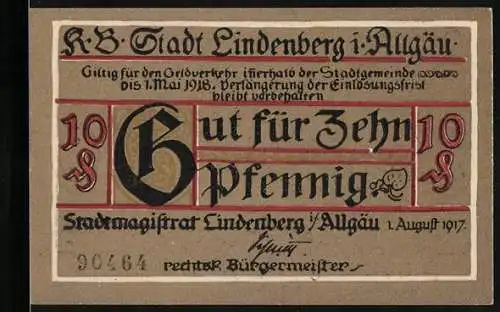 K·B·Stadt Lindenberg i·Allgäu·
Giltig für den Geldverkehr iñerhalb der Stadtgemeinde
bis 1. Mai 1918. Verlängerung der Einlösungsfrist
bleibt vorbehalten
10 ₰ Gut für Zehn 10 ₰
Pfennig.
Stadtmagistrat Lindenberg i/Allgäu 1. August 1917.
90464 rechtsk. Bürgermeister